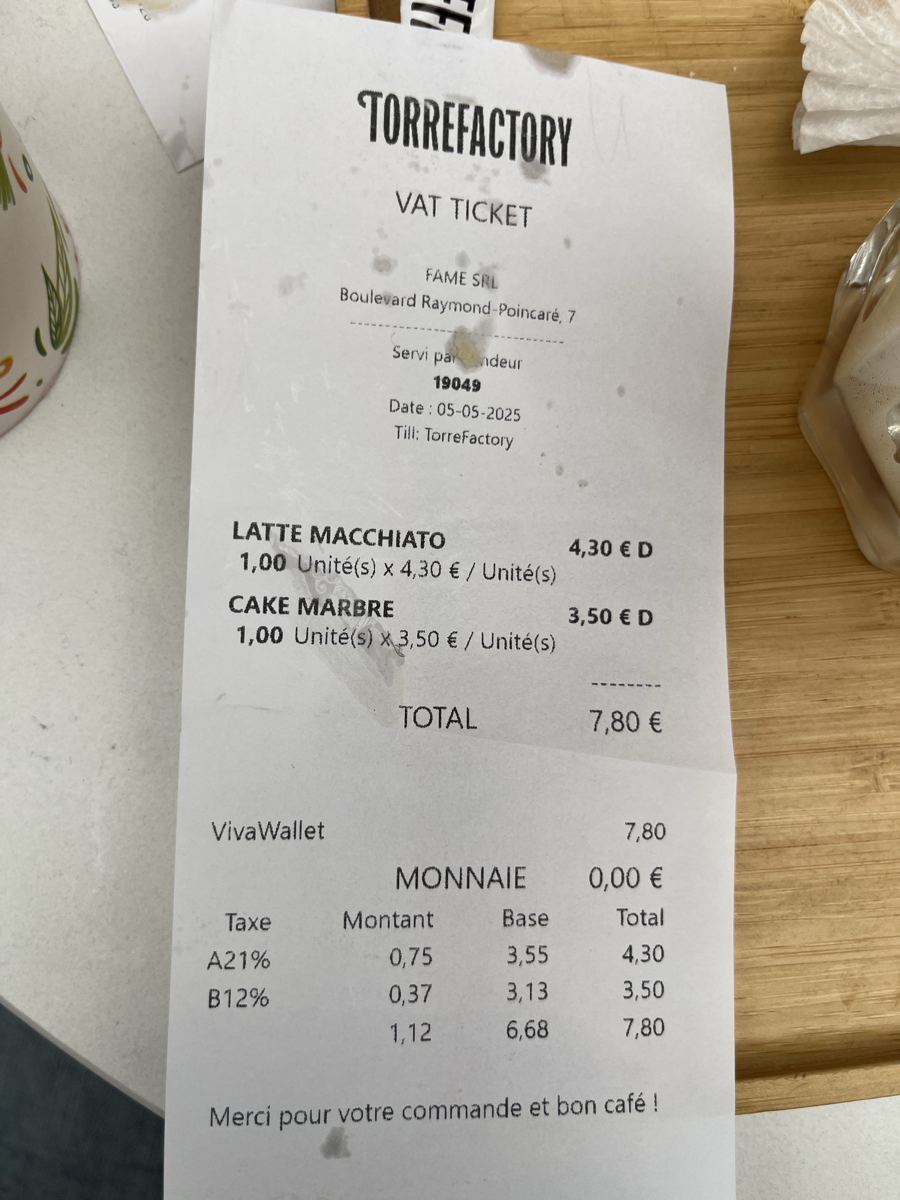 TORREFACTORY
VAT TICKET
FAME SRL
Boulevard Raymond-Poincaré, 7
Servi par
19049
Date : 05-05-2025
Till: TorreFactory
LATTE MACCHIATO 4,30 € D
1,00 Unité(s) x 4,30 € / Unité(s)
CAKE MARBRE 3,50 € D
1,00 Unité(s) x 3,50 € / Unité(s)
--------
TOTAL 7,80 €
VivaWallet 7,80
MONNAIE 0,00 €
Taxe Montant Base Total
A21% 0,75 3,55 4,30
B12% 0,37 3,13 3,50
1,12 6,68 7,80
Merci pour votre commande et bon café !